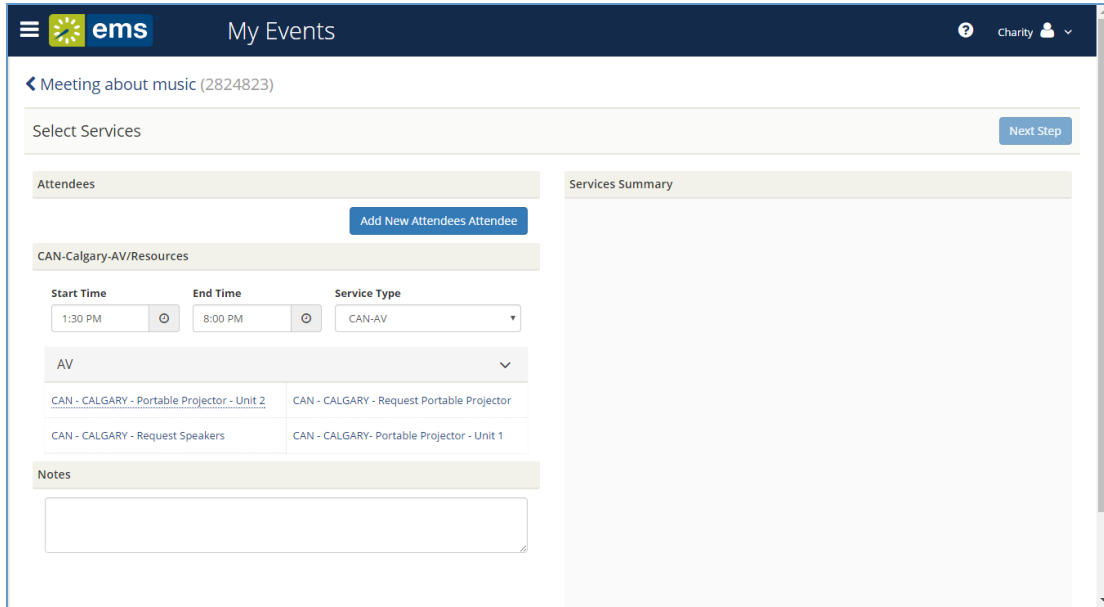 ems My Events ? Charity
Meeting about music (2824823)
Select Services Next Step
Attendees Services Summary
Add New Attendees Attendee
CAN-Calgary-AV/Resources
Start Time End Time Service Type
1:30 PM 8:00 PM CAN-AV
AV
CAN - CALGARY - Portable Projector - Unit 2 CAN - CALGARY - Request Portable Projector
CAN - CALGARY - Request Speakers CAN - CALGARY- Portable Projector - Unit 1
Notes